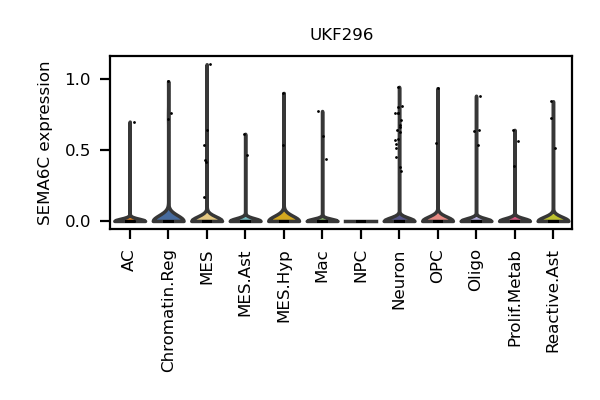 UKF296
SEMA6C expression
1.0
0.5
0.0
AC
Chromatin.Reg
MES
MES.Ast
MES.Hyp
Mac
NPC
Neuron
OPC
Oligo
Prolif.Metab
Reactive.Ast